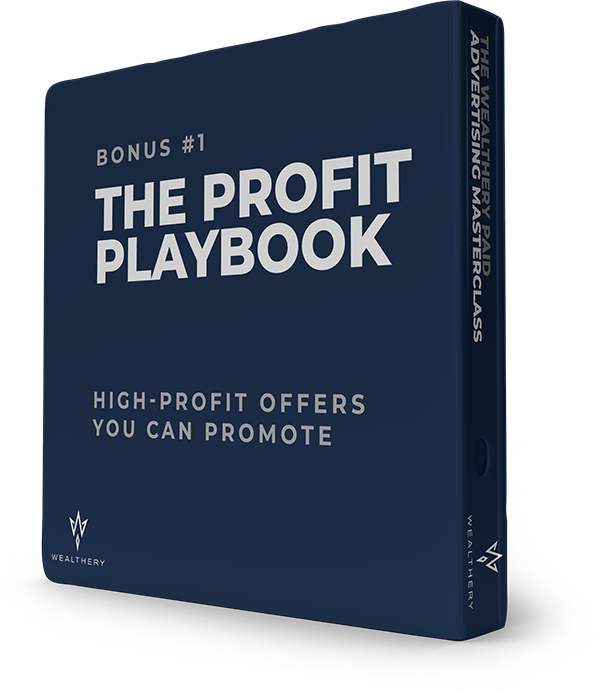 BONUS #1
THE PROFIT
PLAYBOOK
HIGH-PROFIT OFFERS
YOU CAN PROMOTE
WEALTHERY
THE WEALTHERY PAID
ADVERTISING MASTERCLASS
WEALTHERY